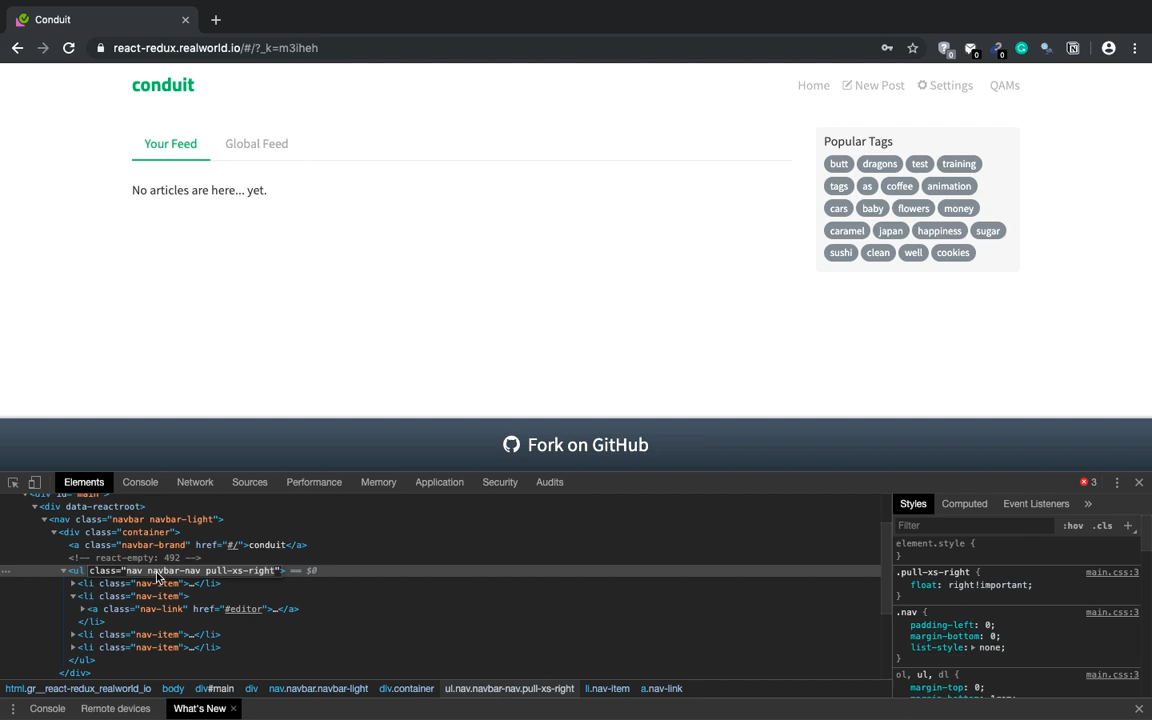 Conduit
react-redux.realworld.io/#/?_k=m3iheh
0 0 0
conduit
Home New Post Settings QAMs
Your Feed Global Feed
No articles are here... yet.
Popular Tags
butt dragons test training
tags as coffee animation
cars baby flowers money
caramel japan happiness sugar
sushi clean well cookies
Fork on GitHub
Elements Console Network Sources Performance Memory Application Security Audits 3
▼<div id="main">
▼<div data-reactroot>
▼<nav class="navbar navbar-light">
▼<div class="container">
<a class="navbar-brand" href="#/">conduit</a>
<!-- react-empty: 492 -->
… ▼<ul class="nav navbar-nav pull-xs-right"> == $0
▶<li class="nav-item">…</li>
▼<li class="nav-item">
▶<a class="nav-link" href="#editor">…</a>
</li>
▶<li class="nav-item">…</li>
▶<li class="nav-item">…</li>
</ul>
</div>
html.gr__react-redux_realworld_io body div#main div nav.navbar.navbar-light div.container ul.nav.navbar-nav.pull-xs-right li.nav-item a.nav-link
Styles Computed Event Listeners »
Filter :hov .cls +
element.style {
}
.pull-xs-right { main.css:3
float: right!important;
}
.nav { main.css:3
padding-left: 0;
margin-bottom: 0;
list-style:▶ none;
}
ol, ul, dl { main.css:3
margin-top: 0;
Console Remote devices What's New